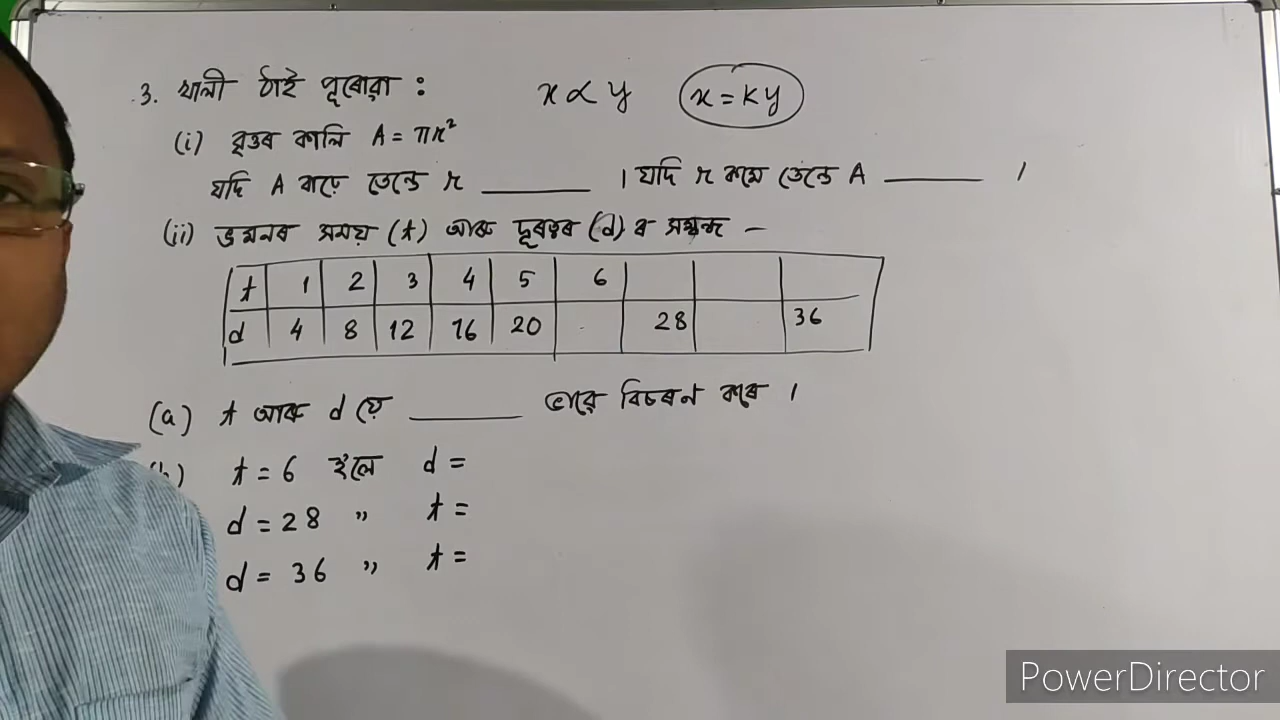 3. খালী ঠাই পূৰোৱা : x ∝ y x = Ky
(i) বৃত্তৰ কালি A = πr²
যদি A বাঢ়ে তেন্তে r ______ । যদি r কমে তেন্তে A ______ ।
(ii) ভ্ৰমনৰ সময় (t) আৰু দূৰত্বৰ (d) ৰ সম্বন্ধ —
t 1 2 3 4 5 6
d 4 8 12 16 20 28 36
(a) t আৰু d য়ে ______ ভাৱে বিচৰণ কৰে ।
t = 6 হ'লে d =
d = 28 " t =
d = 36 " t =
PowerDirector